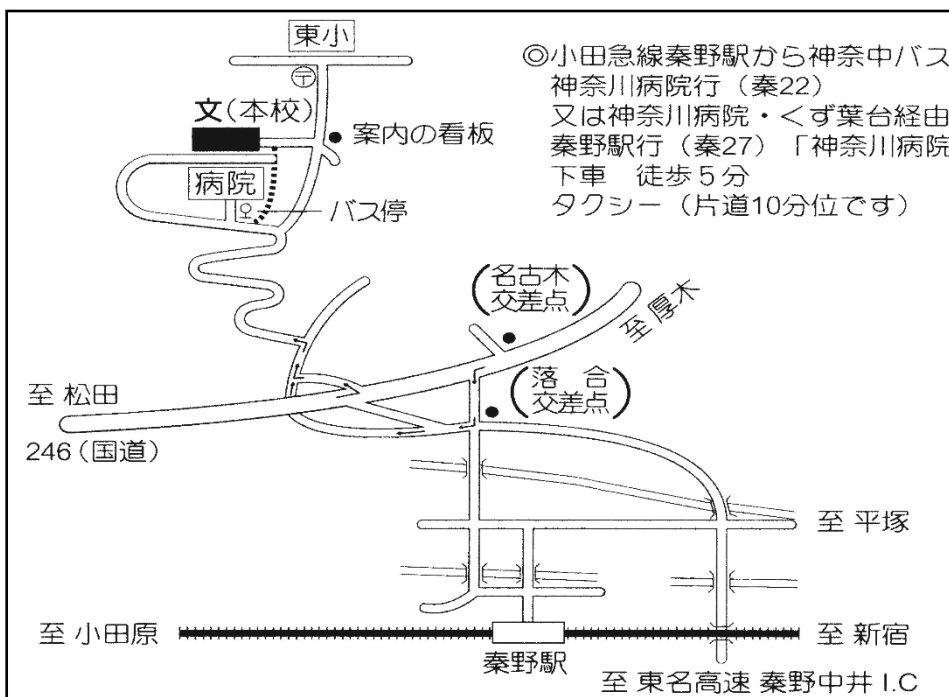 東小
〒
文(本校)
案内の看板
病院
バス停
◎小田急線秦野駅から神奈中バス
神奈川病院行(秦22)
又は神奈川病院・くず葉台経由
秦野駅行(秦27)「神奈川病院
下車 徒歩5分
タクシー(片道10分位です)
(名古木
交差点)
至 厚木
(落 合
交差点)
至 松田
246(国道)
至 平塚
至 小田原
秦野駅
至 新宿
至 東名高速 秦野中井 I.C